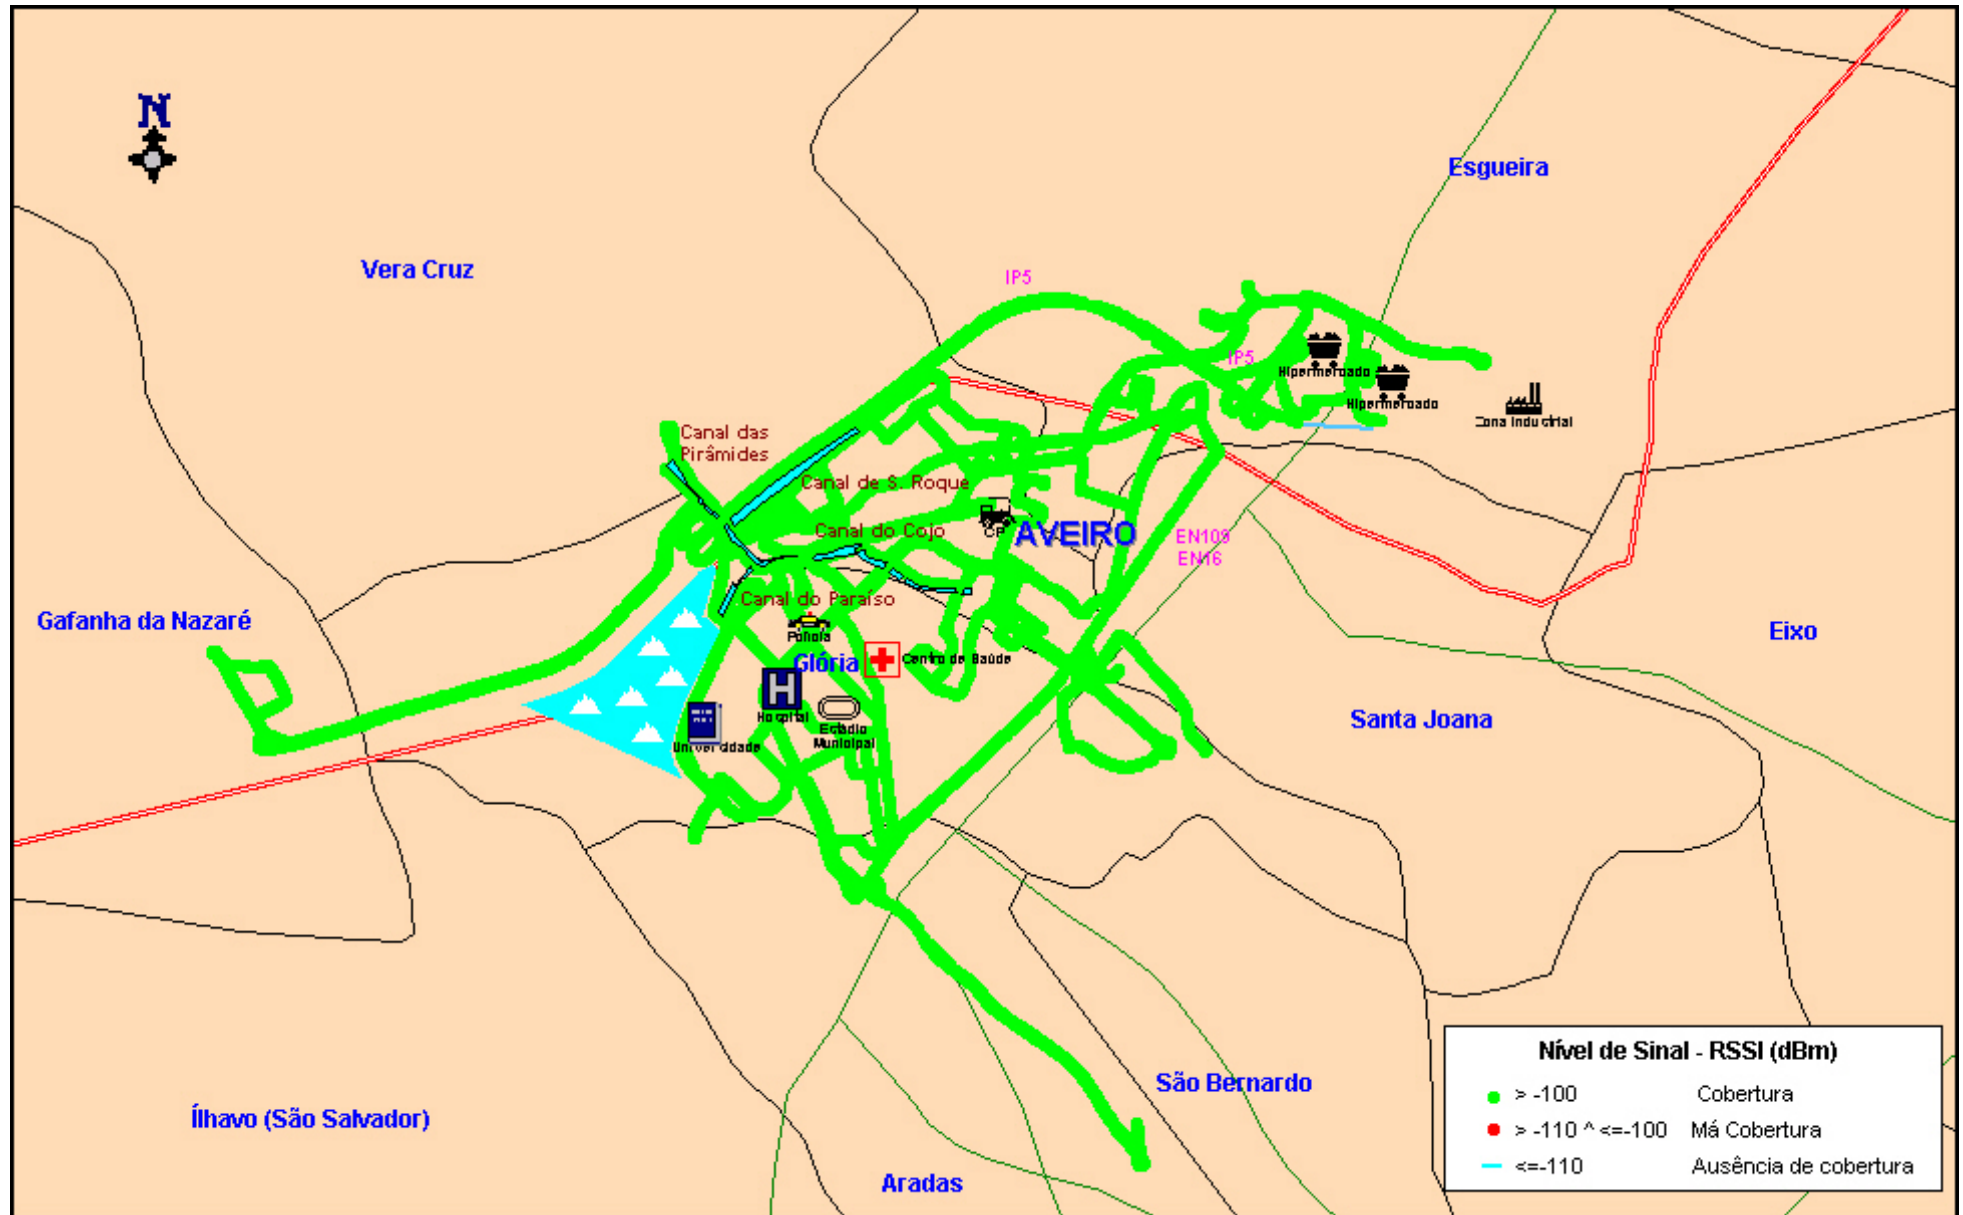 N
Esgueira
Vera Cruz
IP5
IP5
Hipermercado
Hipermercado
Zona Industrial
Canal das
Pirâmides
Canal de S. Roque
Canal do Cojo
CP
AVEIRO
EN109
EN16
Canal do Paraíso
Gafanha da Nazaré
Polícia
Eixo
Glória
Centro de Saúde
H
Hospital
Santa Joana
Estádio
Municipal
Universidade
Nível de Sinal - RSSI (dBm)
> -100 Cobertura
> -110 ^ <=-100 Má Cobertura
<=-110 Ausência de cobertura
São Bernardo
Ílhavo (São Salvador)
Aradas